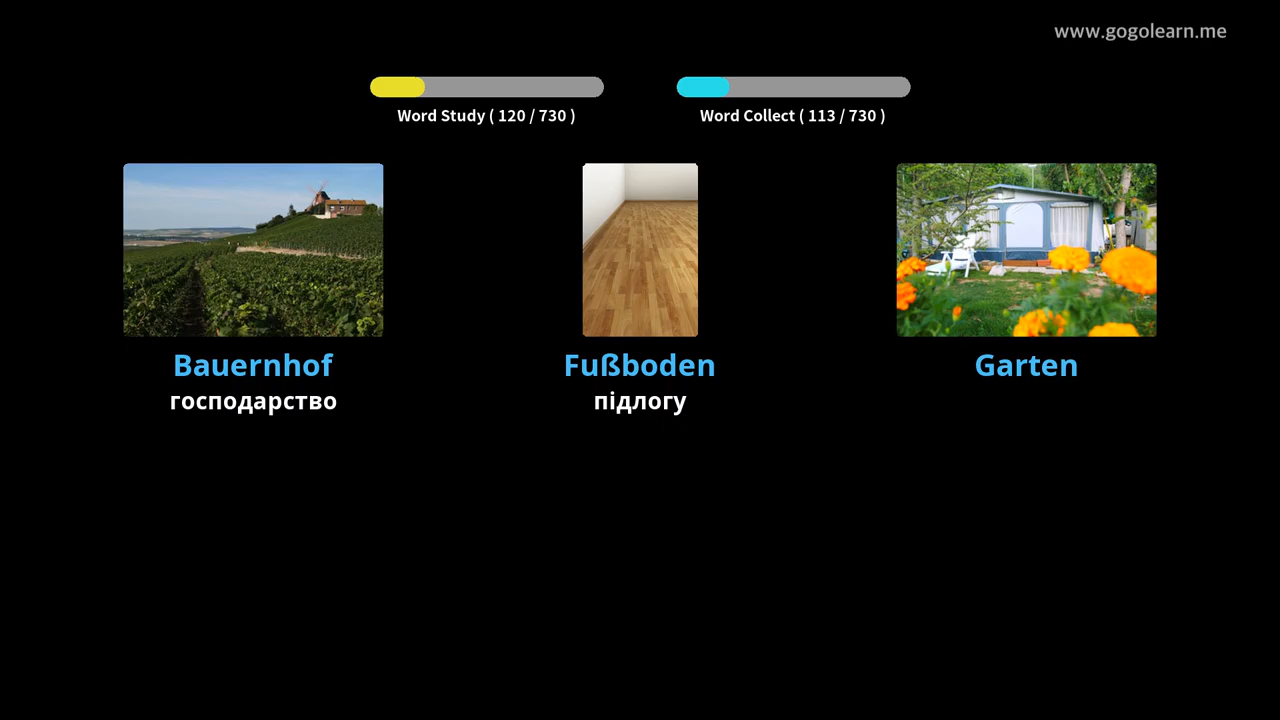 www.gogolearn.me
Word Study ( 120 / 730 )
Word Collect ( 113 / 730 )
Bauernhof
господарство
Fußboden
підлогу
Garten